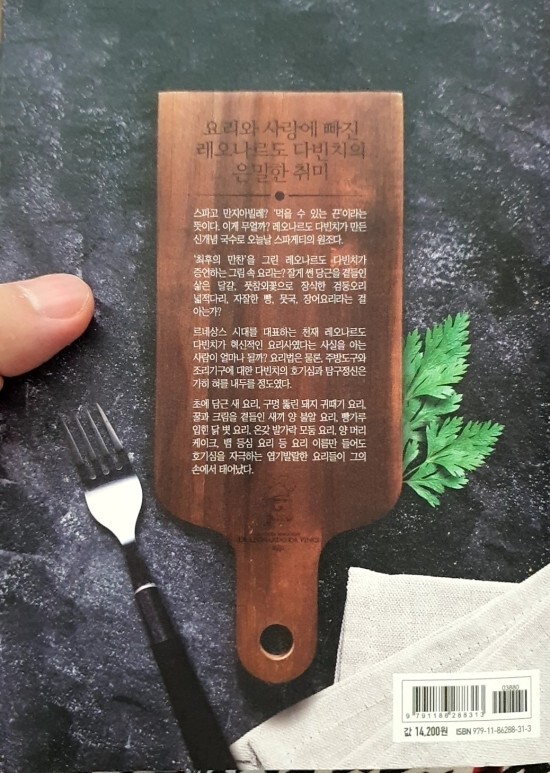 요리와 사랑에 빠진
레오나르도 다빈치의
은밀한 취미
스파고 만지아빌레? '먹을 수 있는 끈'이라는
뜻이다. 이게 무얼까? 레오나르도 다빈치가 만든
신개념 국수로 오늘날 스파게티의 원조다.
'최후의 만찬'을 그린 레오나르도 다빈치가
증언하는 그림 속 요리는? 잘게 썬 당근을 곁들인
삶은 달걀, 풋참외꽃으로 장식한 검둥오리
넓적다리, 자잘한 빵, 뭇국, 장어요리라는 걸
아는가?
르네상스 시대를 대표하는 천재 레오나르도
다빈치가 혁신적인 요리사였다는 사실을 아는
사람이 얼마나 될까? 요리법은 물론, 주방도구와
조리기구에 대한 다빈치의 호기심과 탐구정신은
가히 혀를 내두를 정도였다.
초에 담근 새 요리, 구멍 뚫린 돼지 귀때기 요리,
꿀과 크림을 곁들인 새끼 양 불알 요리, 빵가루
입힌 닭 볏 요리, 온갖 발가락 모둠 요리, 양 머리
케이크, 뱀 등심 요리 등 요리 이름만 들어도
호기심을 자극하는 엽기발랄한 요리들이 그의
손에서 태어났다.
DA LEONARDO DA VINCI
03880
9 791186 288313
값 14,200원 ISBN 979-11-86288-31-3